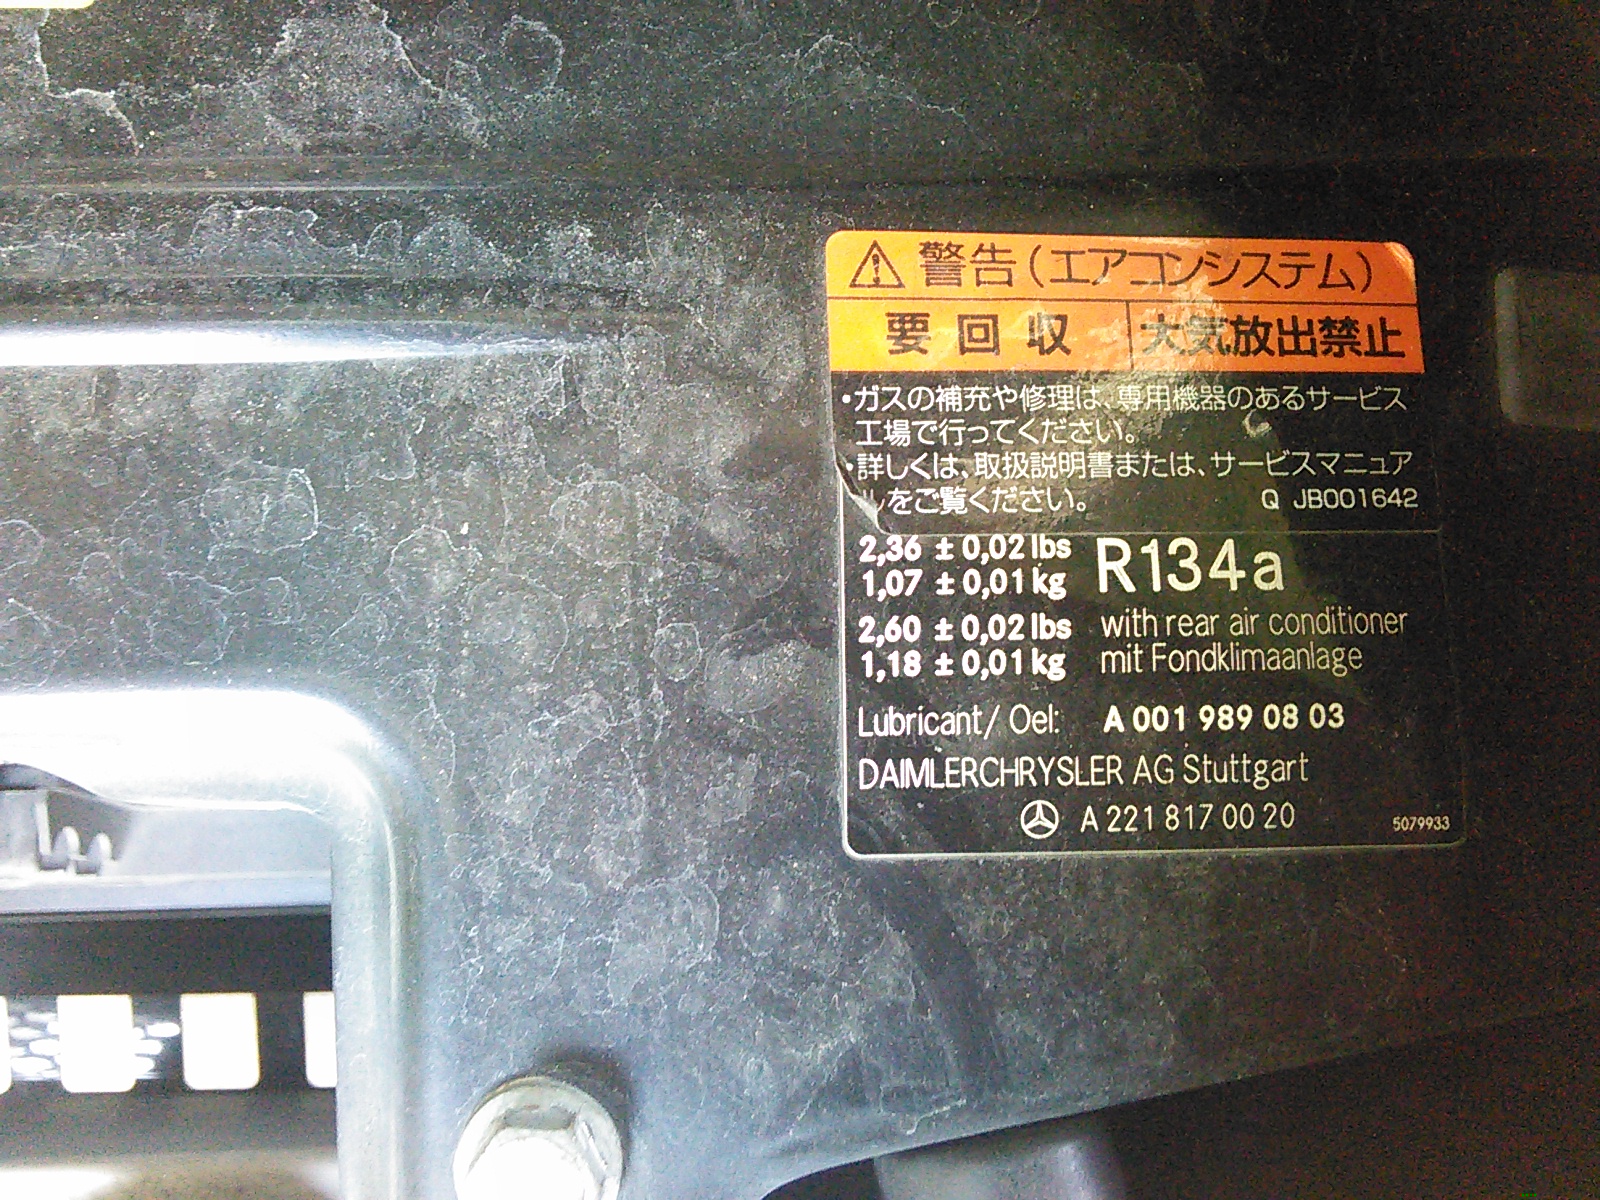 警告(エアコンシステム)
要回収 大気放出禁止
・ガスの補充や修理は、専用機器のあるサービス
工場で行ってください。
・詳しくは、取扱説明書または、サービスマニュア
ルをご覧ください。 Q JB001642
2,36 ± 0,02 lbs R134a
1,07 ± 0,01 kg
2,60 ± 0,02 lbs with rear air conditioner
1,18 ± 0,01 kg mit Fondklimaanlage
Lubricant/ Oel: A 001 989 08 03
DAIMLERCHRYSLER AG Stuttgart
A 221 817 00 20 5079933